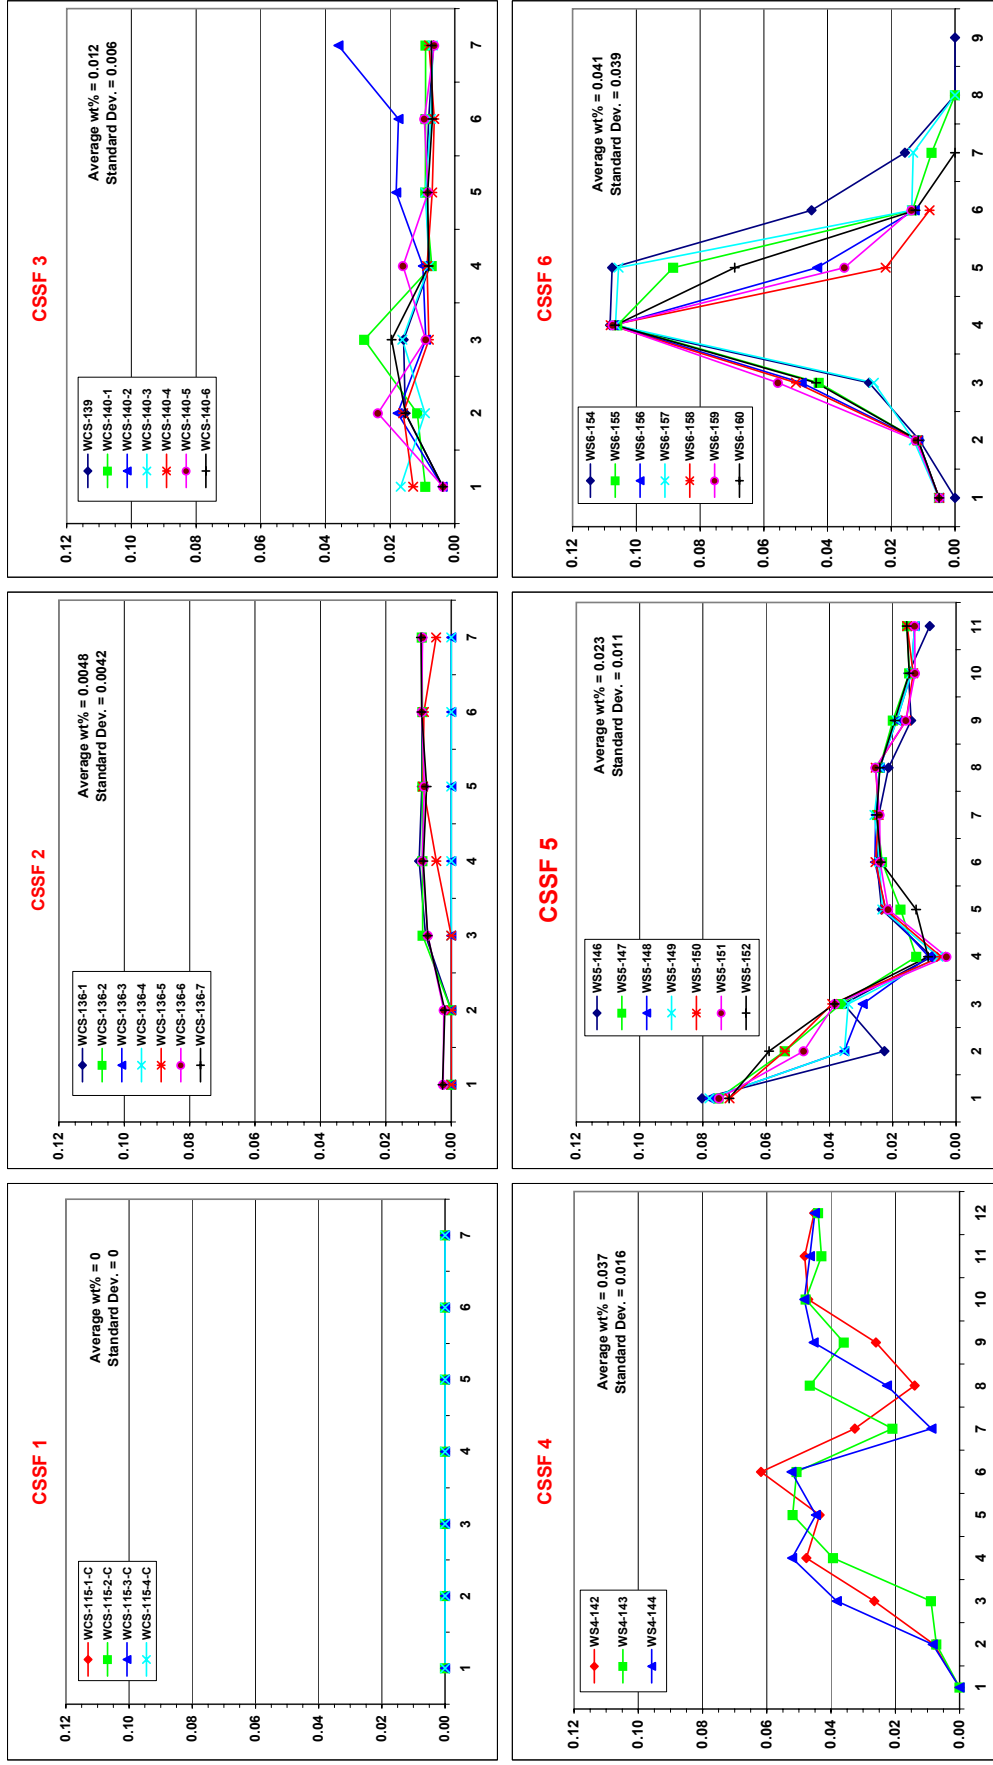 CSSF 1
0.12
0.10
0.08
0.06
0.04
0.02
0.00
1
2
3
4
5
6
7
WCS-115-1-C
WCS-115-2-C
WCS-115-3-C
WCS-115-4-C
Average wt% = 0
Standard Dev. = 0
CSSF 2
0.12
0.10
0.08
0.06
0.04
0.02
0.00
1
2
3
4
5
6
7
WCS-136-1
WCS-136-2
WCS-136-3
WCS-136-4
WCS-136-5
WCS-136-6
WCS-136-7
Average wt% = 0.0048
Standard Dev. = 0.0042
CSSF 3
0.12
0.10
0.08
0.06
0.04
0.02
0.00
1
2
3
4
5
6
7
WCS-139
WCS-140-1
WCS-140-2
WCS-140-3
WCS-140-4
WCS-140-5
WCS-140-6
Average wt% = 0.012
Standard Dev. = 0.006
CSSF 4
0.12
0.10
0.08
0.06
0.04
0.02
0.00
1
2
3
4
5
6
7
8
9
10
11
12
WS4-142
WS4-143
WS4-144
Average wt% = 0.037
Standard Dev. = 0.016
CSSF 5
0.12
0.10
0.08
0.06
0.04
0.02
0.00
1
2
3
4
5
6
7
8
9
10
11
WS5-146
WS5-147
WS5-148
WS5-149
WS5-150
WS5-151
WS5-152
Average wt% = 0.023
Standard Dev. = 0.011
CSSF 6
0.12
0.10
0.08
0.06
0.04
0.02
0.00
1
2
3
4
5
6
7
8
9
WS6-154
WS6-155
WS6-156
WS6-157
WS6-158
WS6-159
WS6-160
Average wt% = 0.041
Standard Dev. = 0.039